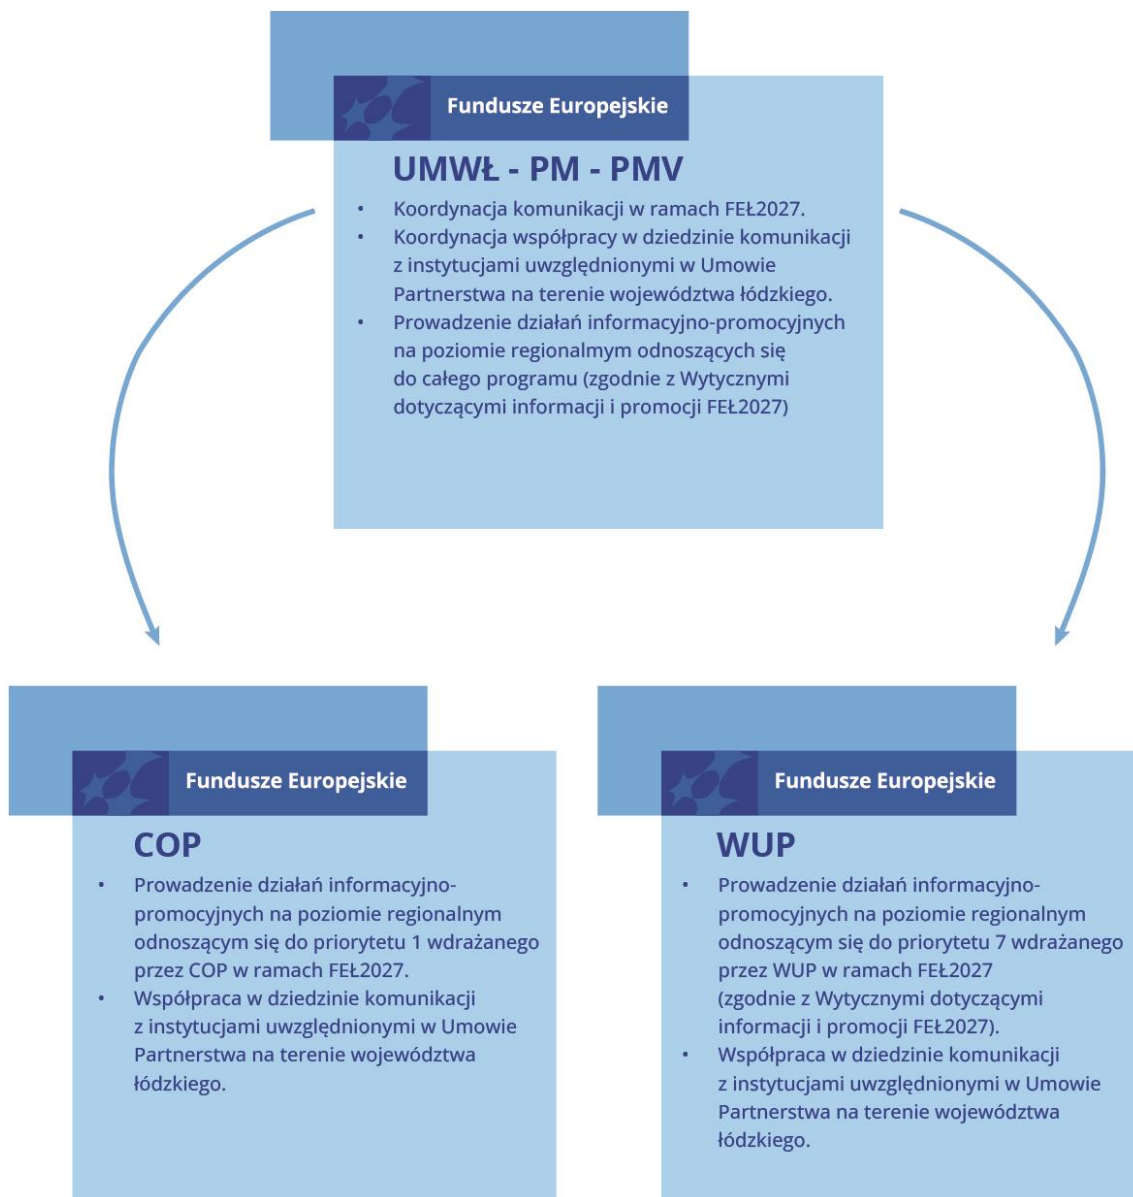 Fundusze Europejskie
UMWŁ - PM - PMV
• Koordynacja komunikacji w ramach FEŁ2027.
• Koordynacja współpracy w dziedzinie komunikacji
z instytucjami uwzględnionymi w Umowie
Partnerstwa na terenie województwa łódzkiego.
• Prowadzenie działań informacyjno-promocyjnych
na poziomie regionalmym odnoszących się
do całego programu (zgodnie z Wytycznymi
dotyczącymi informacji i promocji FEŁ2027)
Fundusze Europejskie
COP
• Prowadzenie działań informacyjno-
promocyjnych na poziomie regionalnym
odnoszącym się do priorytetu 1 wdrażanego
przez COP w ramach FEŁ2027.
• Współpraca w dziedzinie komunikacji
z instytucjami uwzględnionymi w Umowie
Partnerstwa na terenie województwa
łódzkiego.
Fundusze Europejskie
WUP
• Prowadzenie działań informacyjno-
promocyjnych na poziomie regionalnym
odnoszącym się do priorytetu 7 wdrażanego
przez WUP w ramach FEŁ2027
(zgodnie z Wytycznymi dotyczącymi
informacji i promocji FEŁ2027).
• Współpraca w dziedzinie komunikacji
z instytucjami uwzględnionymi w Umowie
Partnerstwa na terenie województwa
łódzkiego.